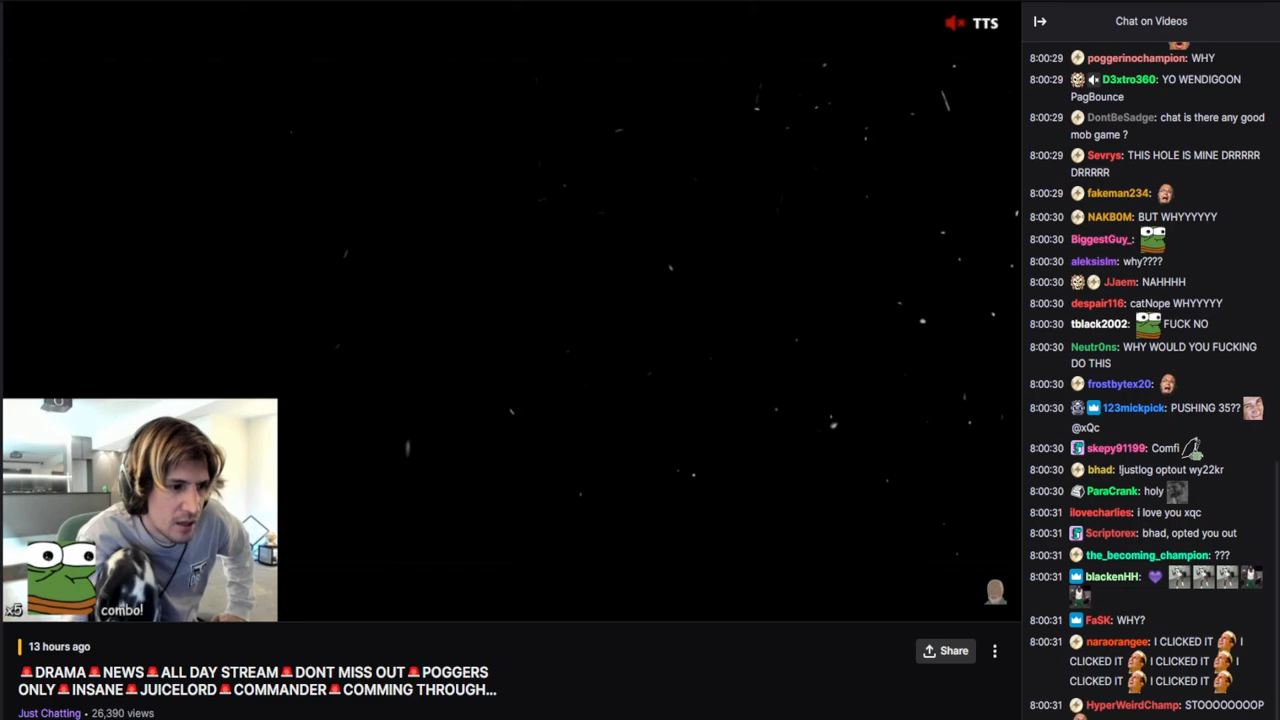 TTS
x5
combo!
13 hours ago
Share
🚨DRAMA🚨NEWS🚨ALL DAY STREAM🚨DONT MISS OUT🚨POGGERS
ONLY🚨INSANE🚨JUICELORD🚨COMMANDER🚨COMMING THROUGH...
Just Chatting • 26,390 views
Chat on Videos
8:00:29 poggerinochampion: WHY
8:00:29 D3xtro360: YO WENDIGOON
PagBounce
8:00:29 DontBeSadge: chat is there any good
mob game ?
8:00:29 Sevrys: THIS HOLE IS MINE DRRRR
DRRRRR
8:00:29 fakeman234:
8:00:30 NAKB0M: BUT WHYYYYYY
8:00:30 BiggestGuy_:
8:00:30 aleksislm: why????
8:00:30 JJaem: NAHHHH
8:00:30 despair116: catNope WHYYYYY
8:00:30 tblack2002: FUCK NO
8:00:30 Neutr0ns: WHY WOULD YOU FUCKING
DO THIS
8:00:30 frostbytex20:
8:00:30 123mickpick: PUSHING 35??
@xQc
8:00:30 skepy91199: Comfi
8:00:30 bhad: !justlog optout wy22kr
8:00:30 ParaCrank: holy
8:00:31 ilovecharlies: i love you xqc
8:00:31 Scriptorex: bhad, opted you out
8:00:31 the_becoming_champion: ???
8:00:31 blackenHH:
8:00:31 FaSK: WHY?
8:00:31 naraorangee: I CLICKED IT I
CLICKED IT I CLICKED IT I
CLICKED IT I CLICKED IT
8:00:31 HyperWeirdChamp: STOOOOOOOP